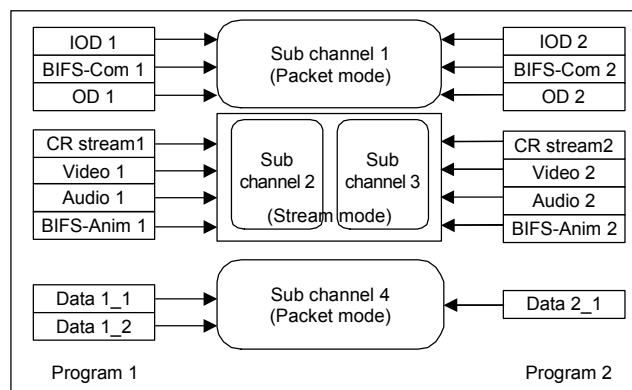 IOD 1
BIFS-Com 1
OD 1
Sub channel 1
(Packet mode)
IOD 2
BIFS-Com 2
OD 2
CR stream1
Video 1
Audio 1
BIFS-Anim 1
Sub
channel 2
Sub
channel 3
(Stream mode)
CR stream2
Video 2
Audio 2
BIFS-Anim 2
Data 1_1
Data 1_2
Sub channel 4
(Packet mode)
Data 2_1
Program 1
Program 2